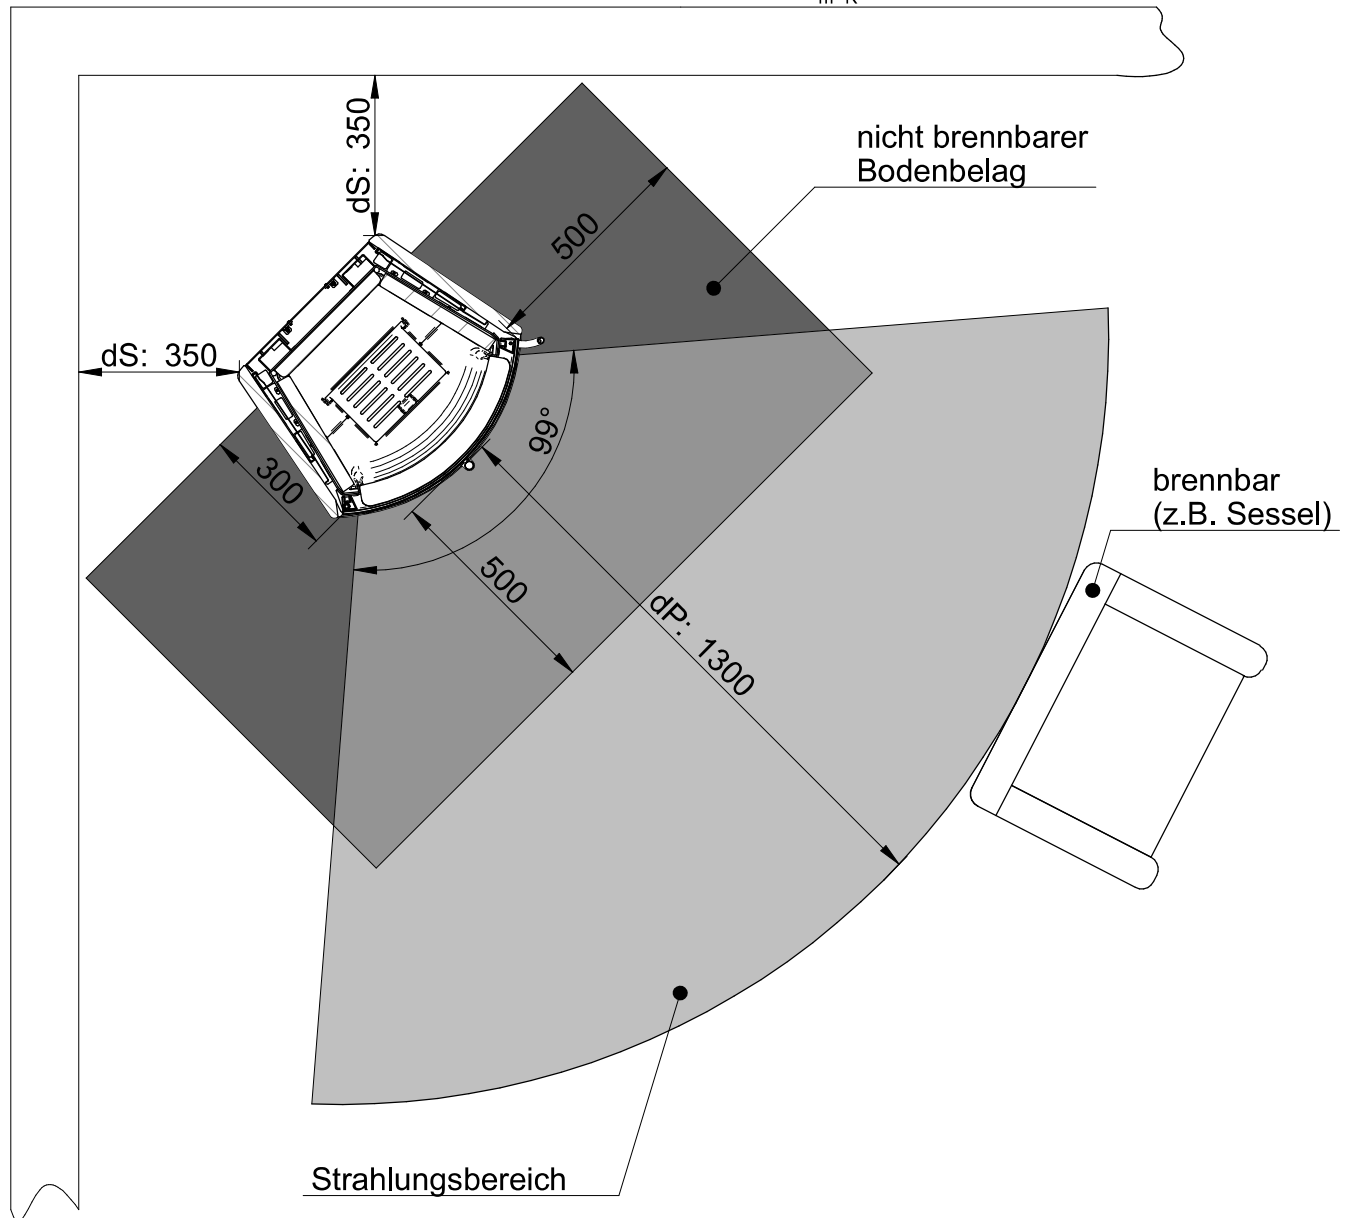 dS: 350
nicht brennbarer
Bodenbelag
500
dS: 350
99°
300
brennbar
(z.B. Sessel)
500
dP: 1300
Strahlungsbereich